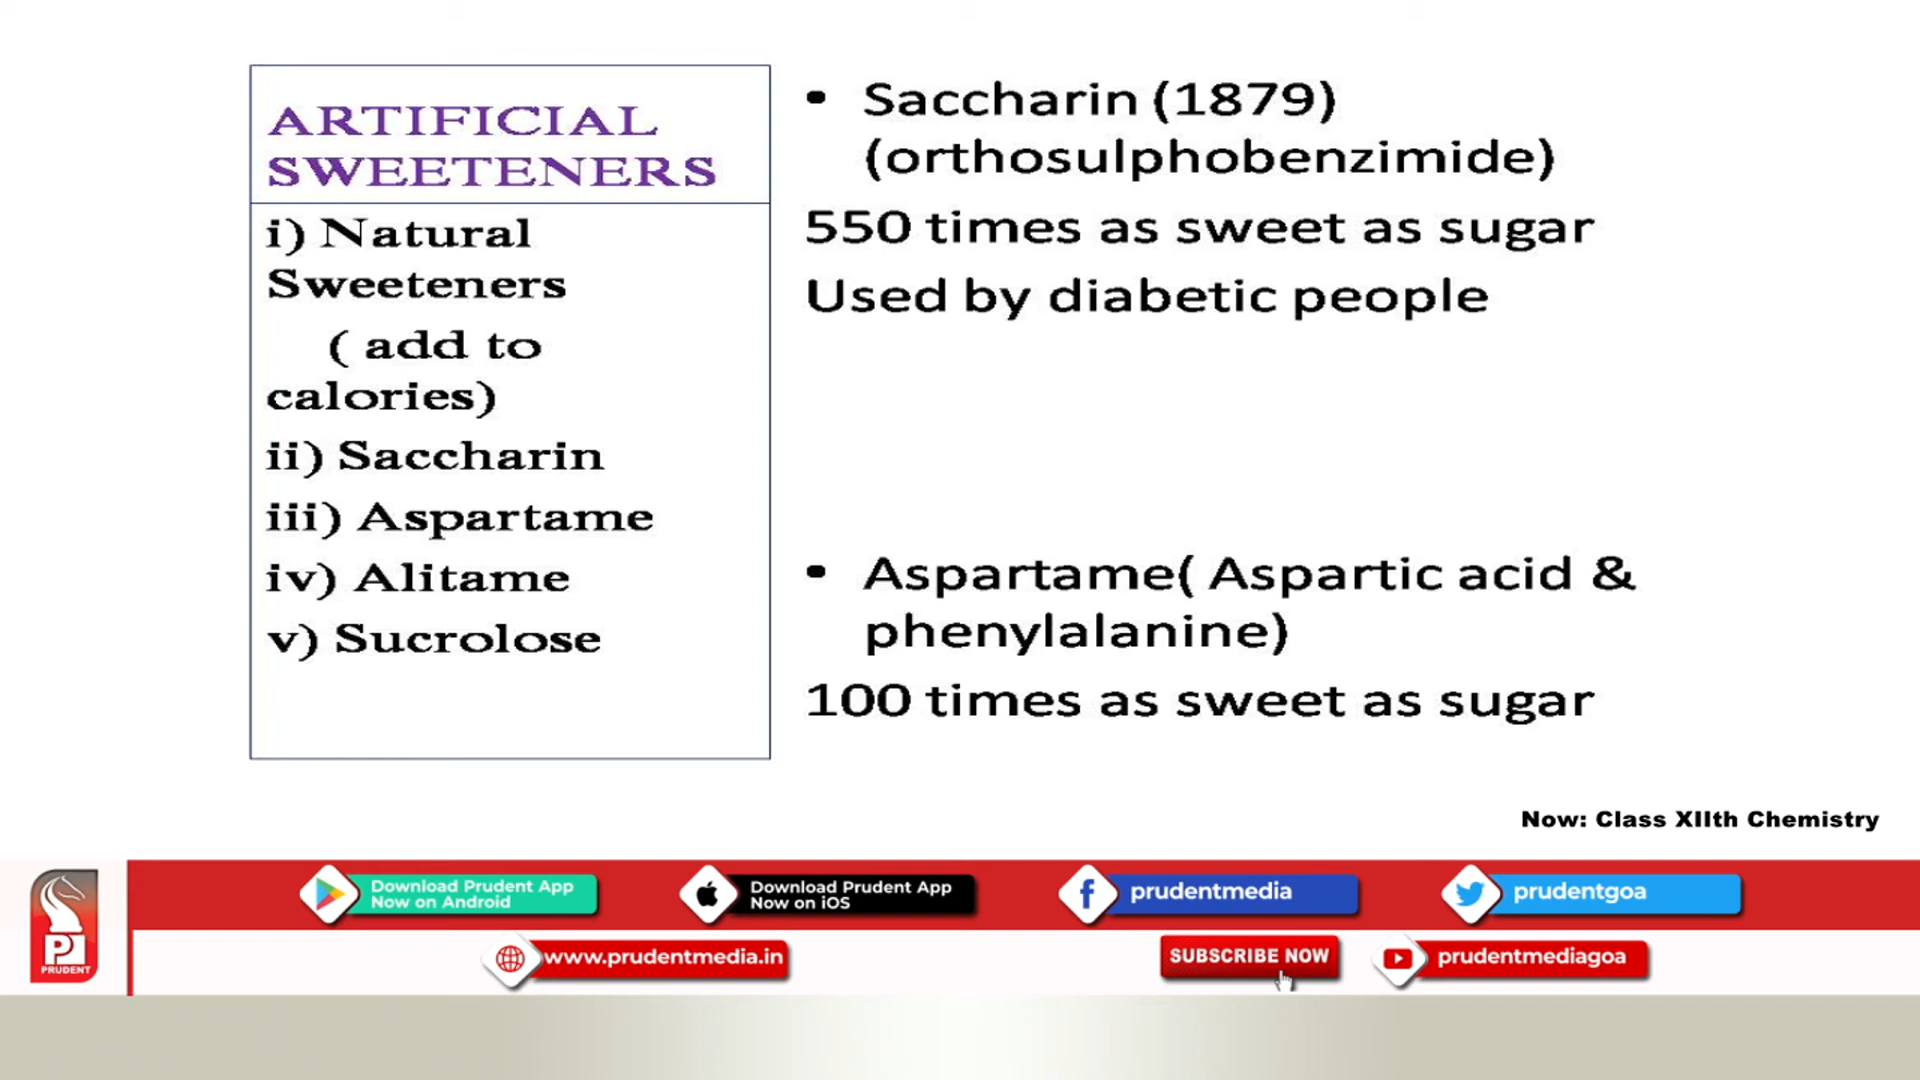 ARTIFICIAL
SWEETENERS
i) Natural
Sweeteners
( add to
calories)
ii) Saccharin
iii) Aspartame
iv) Alitame
v) Sucrolose
• Saccharin (1879)
(orthosulphobenzimide)
550 times as sweet as sugar
Used by diabetic people
• Aspartame( Aspartic acid &
phenylalanine)
100 times as sweet as sugar
Now: Class XIIth Chemistry
PRUDENT
Download Prudent App
Now on Android
Download Prudent App
Now on iOS
prudentmedia
prudentgoa
www.prudentmedia.in
SUBSCRIBE NOW
prudentmediagoa